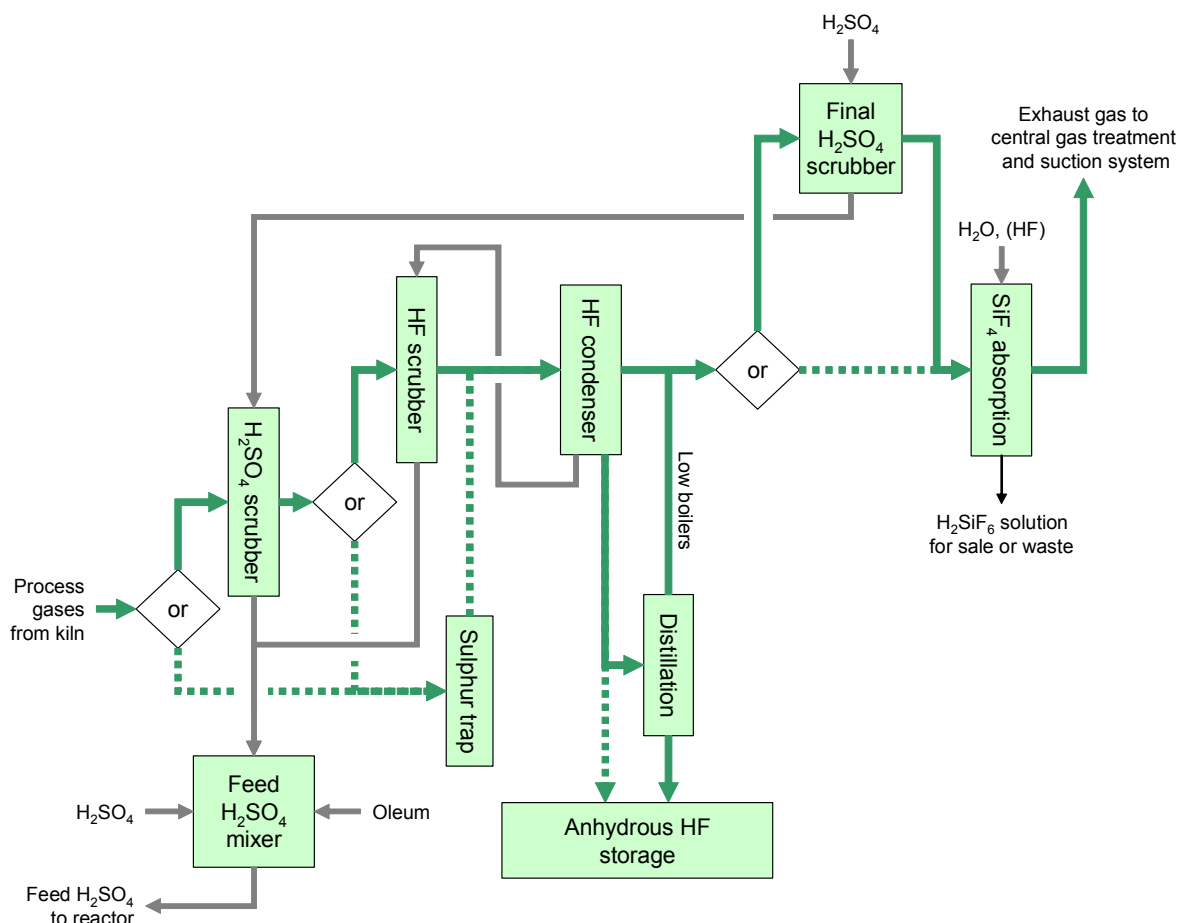 H₂SO₄
Final
H₂SO₄
scrubber
Exhaust gas to
central gas treatment
and suction system
H₂O, (HF)
HF scrubber
HF condenser
or
SiF₄ absorption
H₂SO₄ scrubber
or
Low boilers
H₂SiF₆ solution
for sale or waste
Process
gases
from kiln
or
Sulphur trap
Distillation
H₂SO₄
Feed
H₂SO₄
mixer
Oleum
Anhydrous HF
storage
Feed H₂SO₄
to reactor